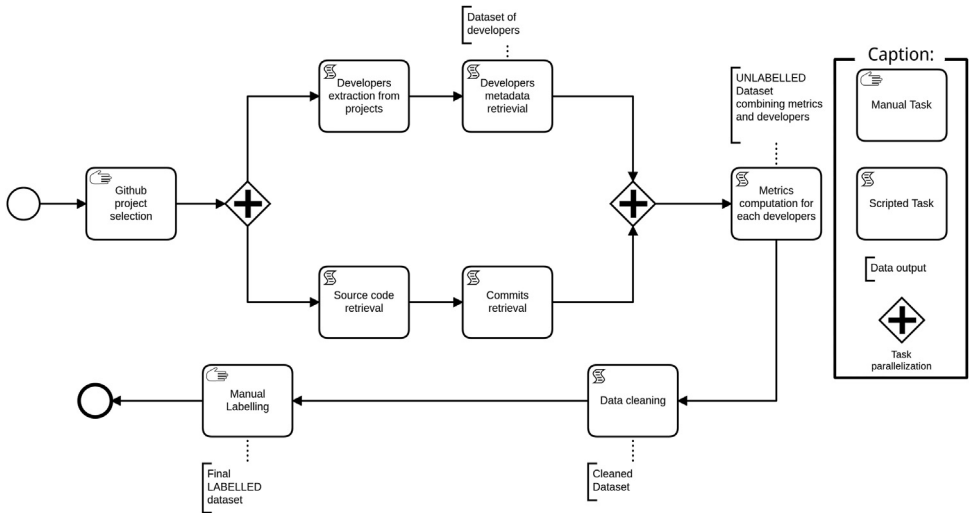 Dataset of
developers
Developers
extraction from
projects
Developers
metadata
retrevial
UNLABELLED
Dataset
combining metrics
and developers
Caption:
Manual Task
Github
project
selection
Metrics
computation for
each developers
Scripted Task
Data output
Source code
retrieval
Commits
retrieval
Task
parallelization
Manual
Labelling
Data cleaning
Final
LABELLED
dataset
Cleaned
Dataset